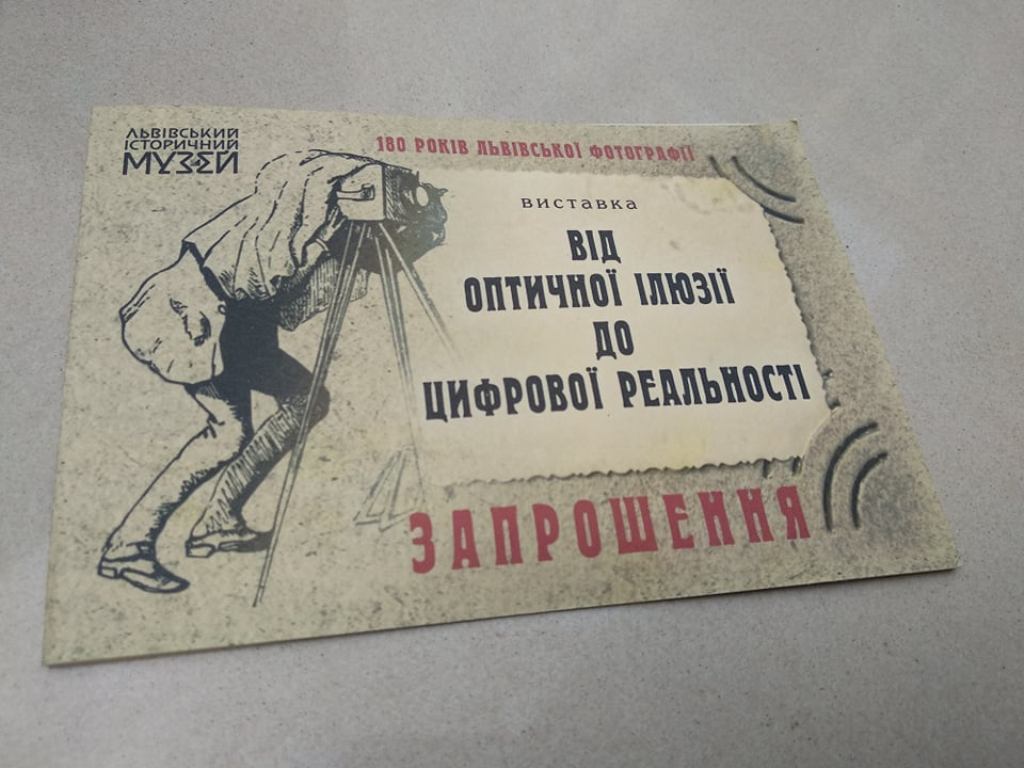 ЛЬВІВСЬКИЙ
ІСТОРИЧНИЙ
МУЗЕЙ
180 РОКІВ ЛЬВІВСЬКОЇ ФОТОГРАФІЇ
ВИСТАВКА
ВІД
ОПТИЧНОЇ ІЛЮЗІЇ
ДО
ЦИФРОВОЇ РЕАЛЬНОСТІ
ЗАПРОШЕННЯ